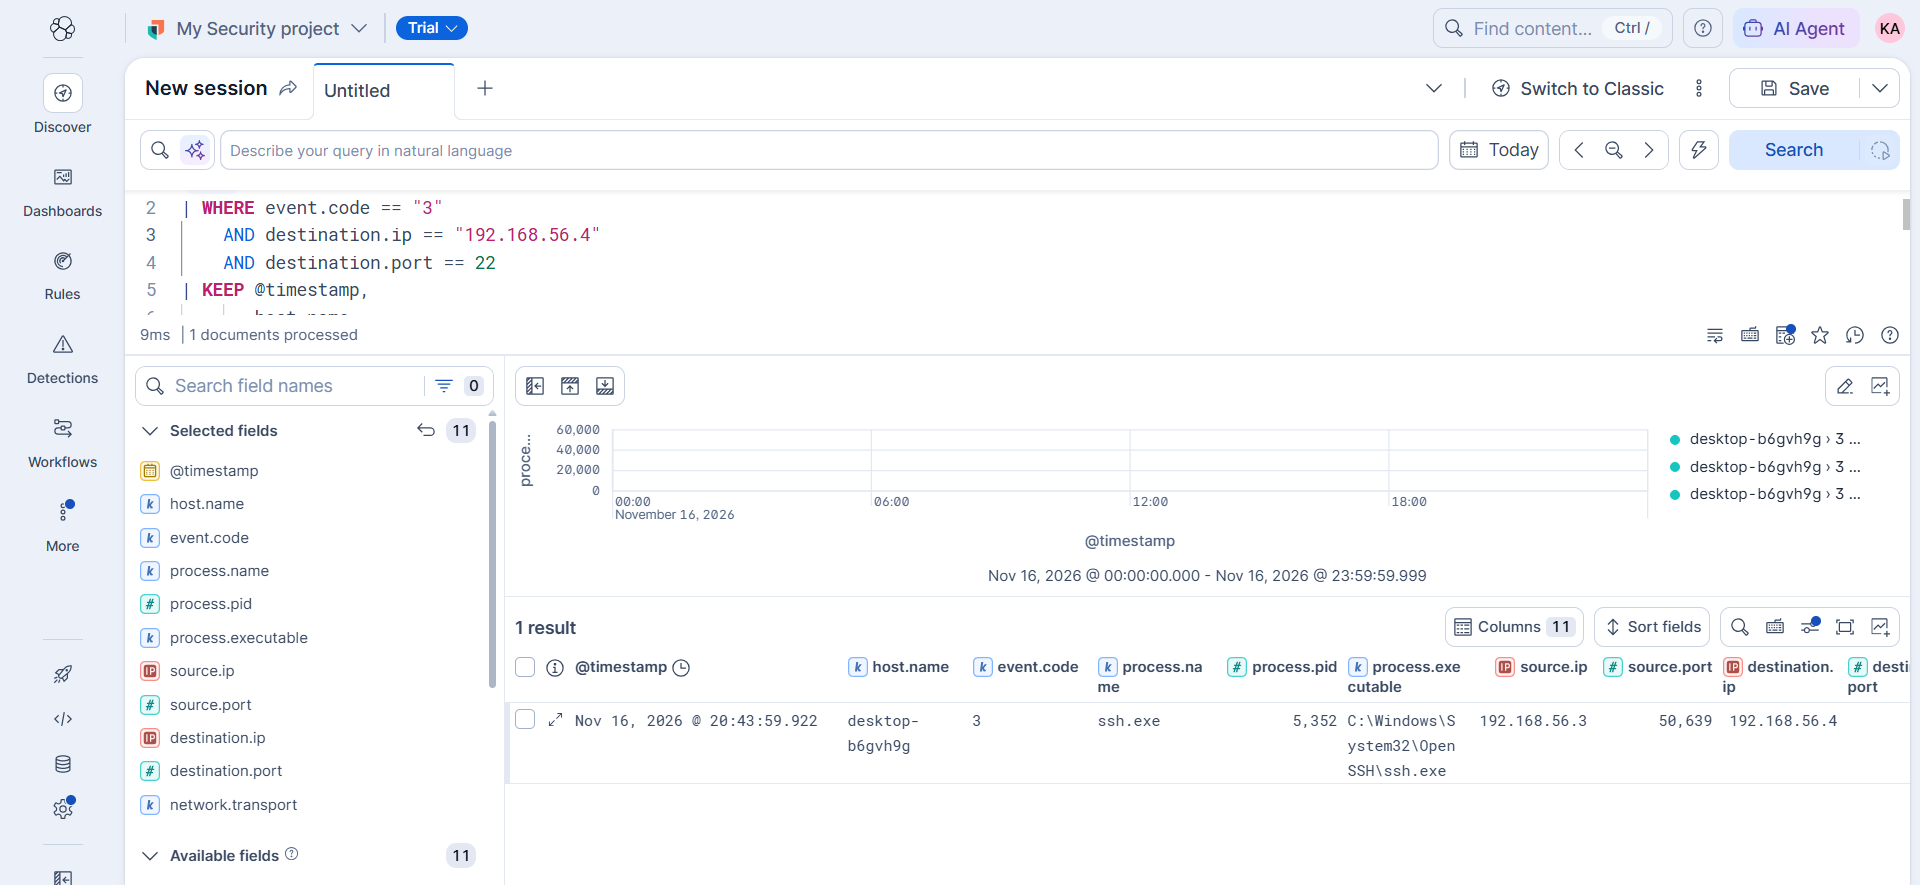 My Security project
Trial
Find content... Ctrl /
AI Agent
KA
New session
Untitled
Switch to Classic
Save
Discover
Dashboards
Rules
Detections
Workflows
More
Describe your query in natural language
Today
Search
2 | WHERE event.code == "3"
3 AND destination.ip == "192.168.56.4"
4 AND destination.port == 22
5 | KEEP @timestamp,
9ms | 1 documents processed
Search field names 0
Selected fields 11
@timestamp
host.name
event.code
process.name
process.pid
process.executable
source.ip
source.port
destination.ip
destination.port
network.transport
Available fields 11
proce...
60,000
40,000
20,000
0
00:00 06:00 12:00 18:00
November 16, 2026
@timestamp
Nov 16, 2026 @ 00:00:00.000 - Nov 16, 2026 @ 23:59:59.999
desktop-b6gvh9g › 3 ...
desktop-b6gvh9g › 3 ...
desktop-b6gvh9g › 3 ...
1 result
Columns 11
Sort fields
@timestamp host.name event.code process.na process.pid process.exe source.ip source.port destination. desti
me cutable ip port
Nov 16, 2026 @ 20:43:59.922 desktop- 3 ssh.exe 5,352 C:\Windows\S 192.168.56.3 50,639 192.168.56.4
b6gvh9g ystem32\Open
SSH\ssh.exe